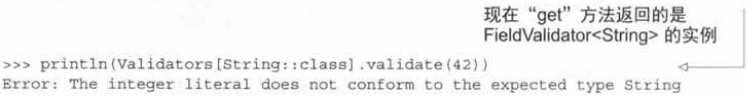 现在“get”方法返回的是
FieldValidator<String> 的实例
>>> println(Validators[String::class].validate(42))
Error: The integer literal does not conform to the expected type String